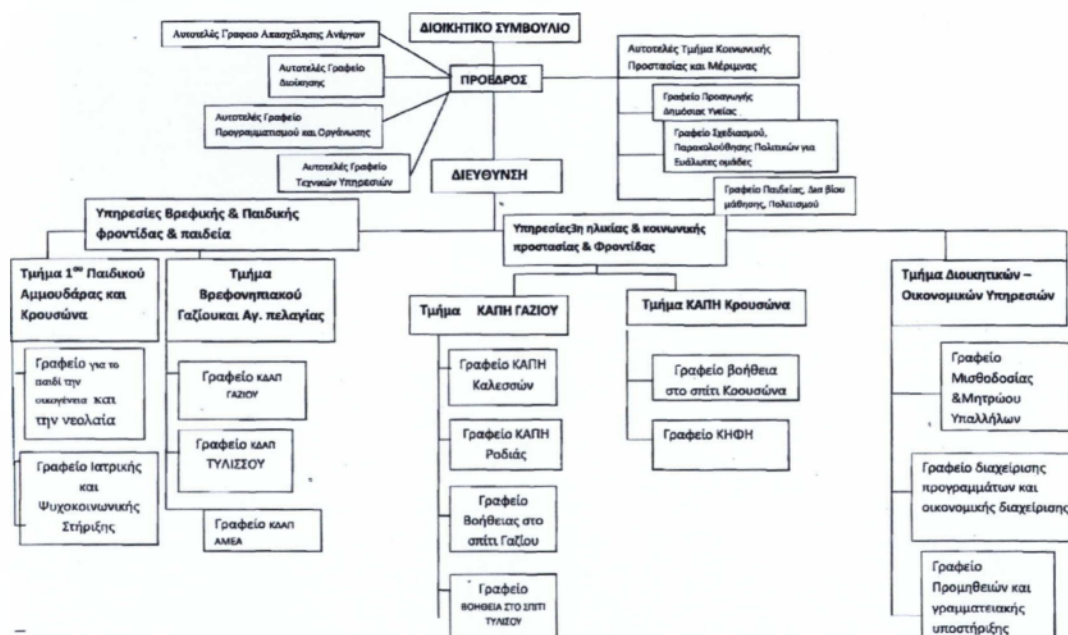 ΔΙΟΙΚΗΤΙΚΟ ΣΥΜΒΟΥΛΙΟ
Αυτοτελές Γραφειο Απασχόλησης Ανέργων
Αυτοτελές Γραφείο
Διοίκησης
Αυτοτελές Γραφείο
Προγραμματισμού και Οργάνωσης
Αυτοτελές Γραφείο
Τεχνικών Υπηρεσιών
ΠΡΟΕΔΡΟΣ
Αυτοτελές Τμήμα Κοινωνικής
Προστασίας και Μέριμνας
Γραφείο Προαγωγής
Δημόσιας Υγείας
Γραφείο Σχεδιασμού,
Παρακολούθησης Πολιτικών για
Ευάλωτες ομάδες
Γραφείο Παιδείας, Δια βίου
μάθησης, Πολιτισμού
ΔΙΕΥΘΥΝΣΗ
Υπηρεσίες Βρεφικής & Παιδικής
φροντίδας & παιδεία
Τμήμα 1ου Παιδικού
Αμμουδάρας και
Κρουσώνα
Γραφείο για το
παιδί την
οικογένεια και
την νεολαία
Γραφείο Ιατρικής
και
Ψυχοκοινωνικής
Στήριξης
Τμήμα
Βρεφονηπιακού
Γαζίουκαι Αγ. πελαγίας
Γραφείο ΚΔΑΠ
ΓΑΖΙΟΥ
Γραφείο ΚΔΑΠ
ΤΥΛΙΣΣΟΥ
Γραφείο ΚΔΑΠ
ΑΜΕΑ
Υπηρεσίες3η ηλικίας & κοινωνικής
προστασίας & Φροντίδας
Τμήμα ΚΑΠΗ ΓΑΖΙΟΥ
Γραφείο ΚΑΠΗ
Καλεσσών
Γραφείο ΚΑΠΗ
Ροδιάς
Γραφείο
Βοήθειας στο
σπίτι Γαζίου
Γραφείο
ΒΟΗΘΕΙΑ ΣΤΟ ΣΠΙΤΙ
ΤΥΛΙΣΟΥ
Τμήμα ΚΑΠΗ Κρουσώνα
Γραφείο βοήθεια
στο σπίτι Κρουσώνα
Γραφείο ΚΗΦΗ
Τμήμα Διοικητικών –
Οικονομικών Υπηρεσιών
Γραφείο
Μισθοδοσίας
&Μητρώου
Υπαλλήλων
Γραφείο διαχείρισης
προγραμμάτων και
οικονομικής διαχείρισης
Γραφείο
Προμηθειών και
γραμματειακής
υποστήριξης